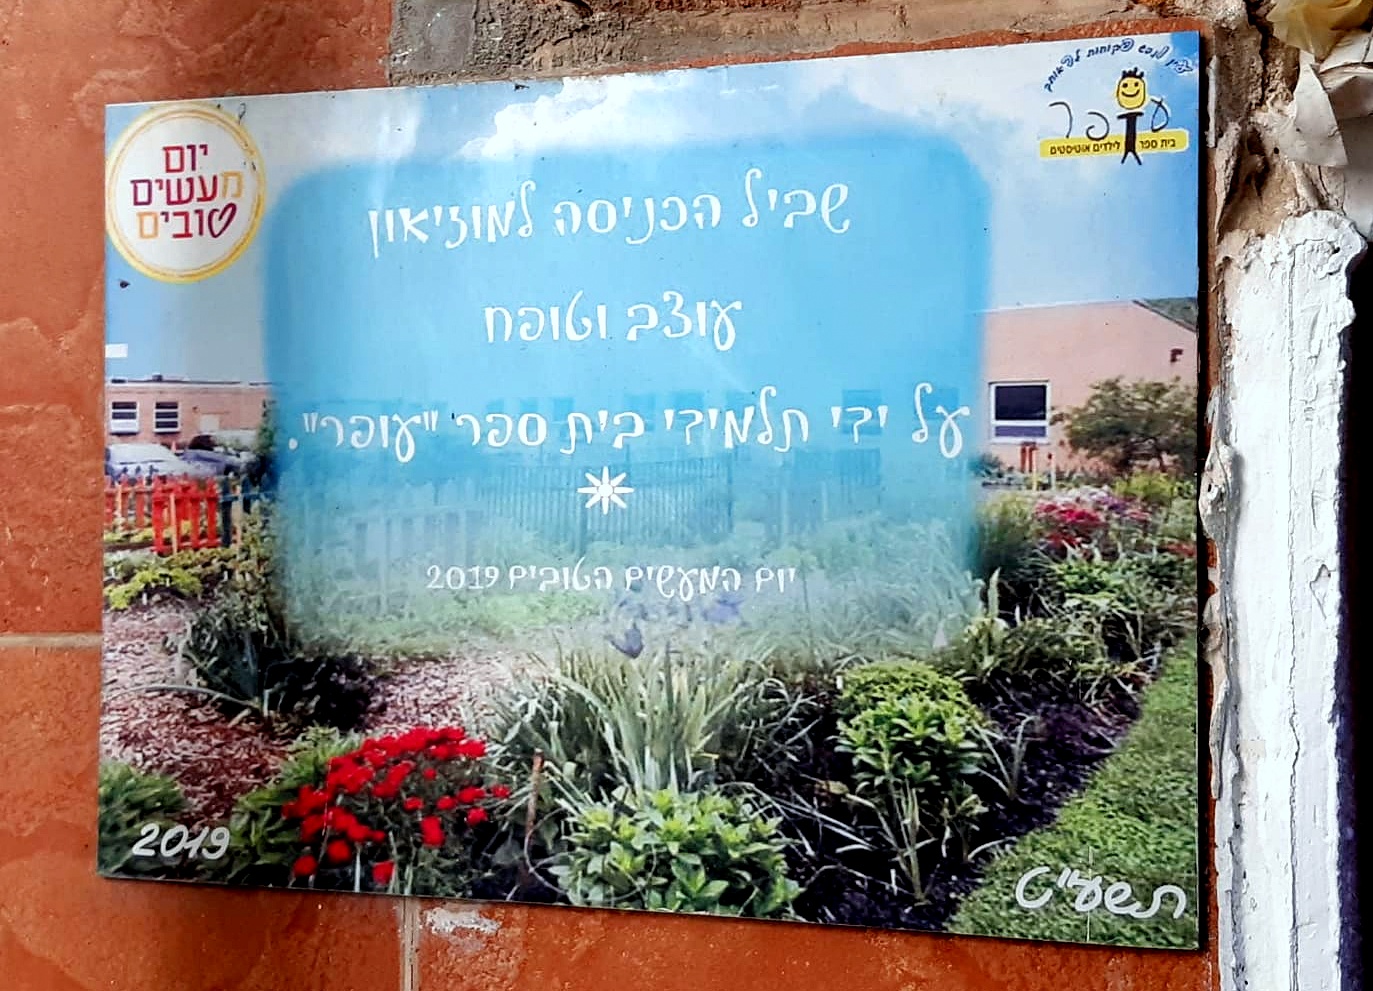 יום
מעשים
טובים
עופר
בית ספר לילדים אוטיסטים
שביל הכניסה למוזיאון
עוצב וטופח
על ידי תלמידי בית ספר "עופר".
יום המעשים הטובים 2019
2019
תשע"ט